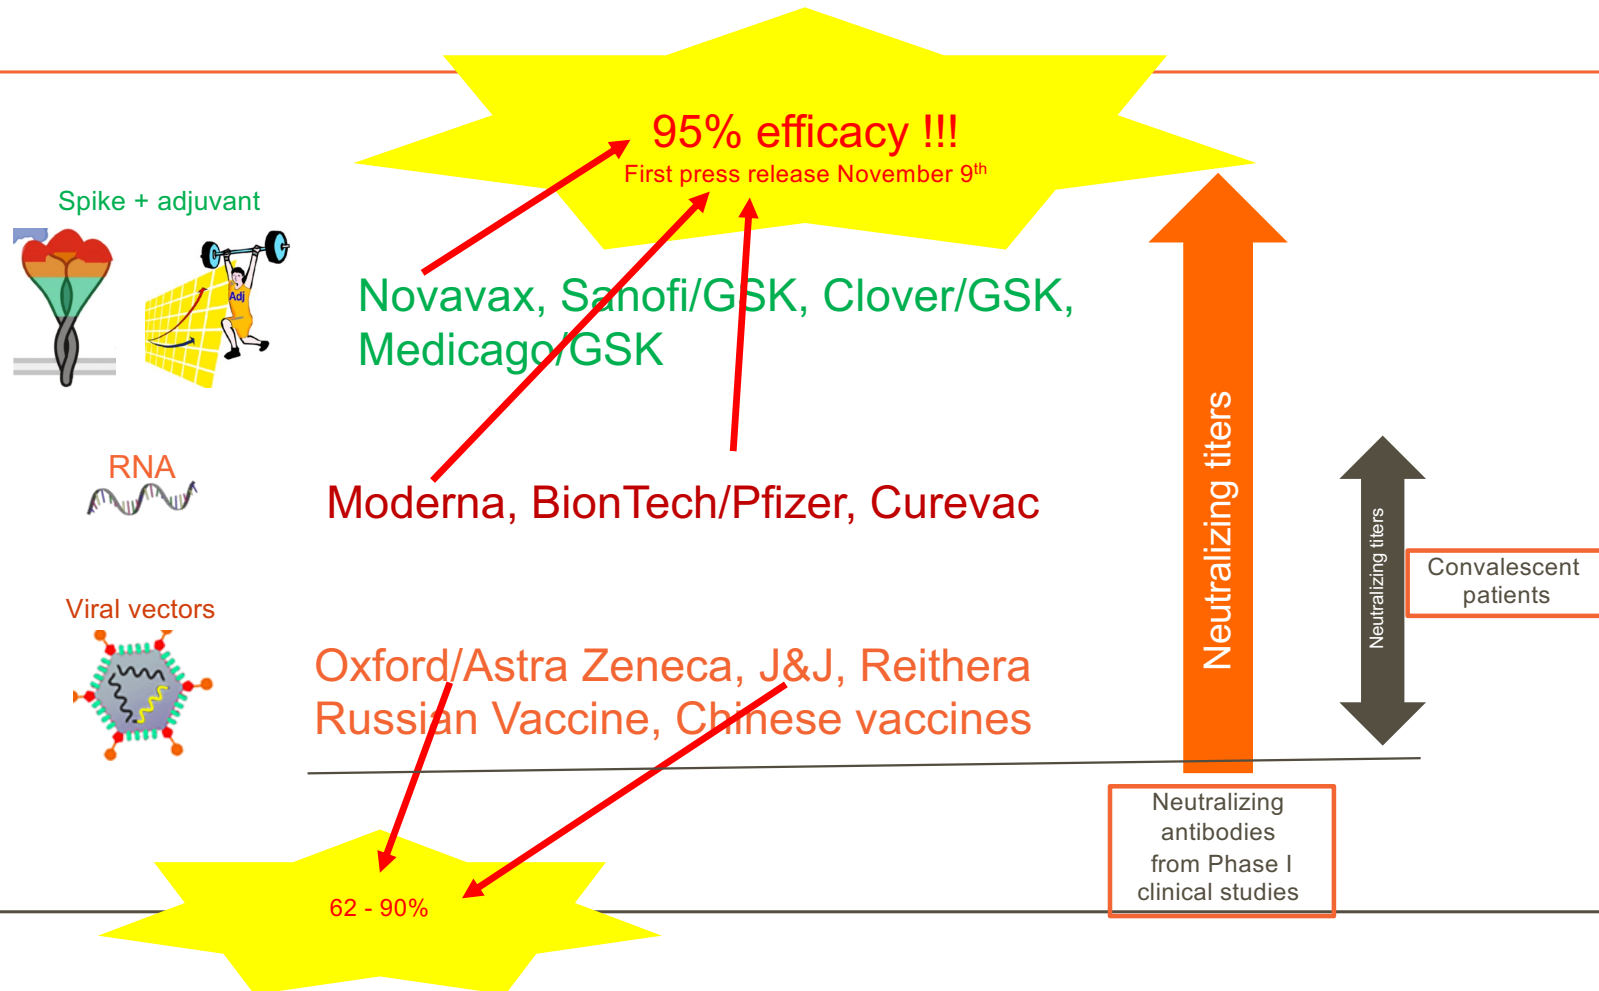 95% efficacy !!!
First press release November 9th
Spike + adjuvant
Adj
Novavax, Sanofi/GSK, Clover/GSK,
Medicago/GSK
RNA
Moderna, BionTech/Pfizer, Curevac
Viral vectors
Oxford/Astra Zeneca, J&J, Reithera
Russian Vaccine, Chinese vaccines
62 - 90%
Neutralizing titers
Neutralizing titers
Convalescent
patients
Neutralizing
antibodies
from Phase I
clinical studies